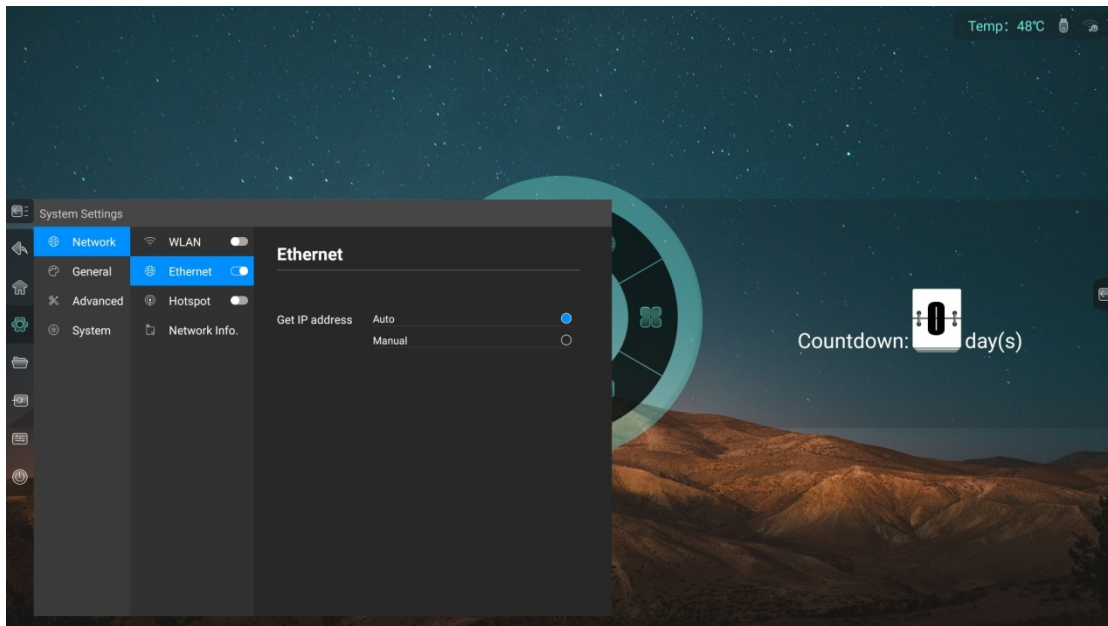 Temp: 48℃
System Settings
Network
General
Advanced
System
WLAN
Ethernet
Hotspot
Network Info.
Ethernet
Get IP address
Auto
Manual
Countdown: 0 day(s)